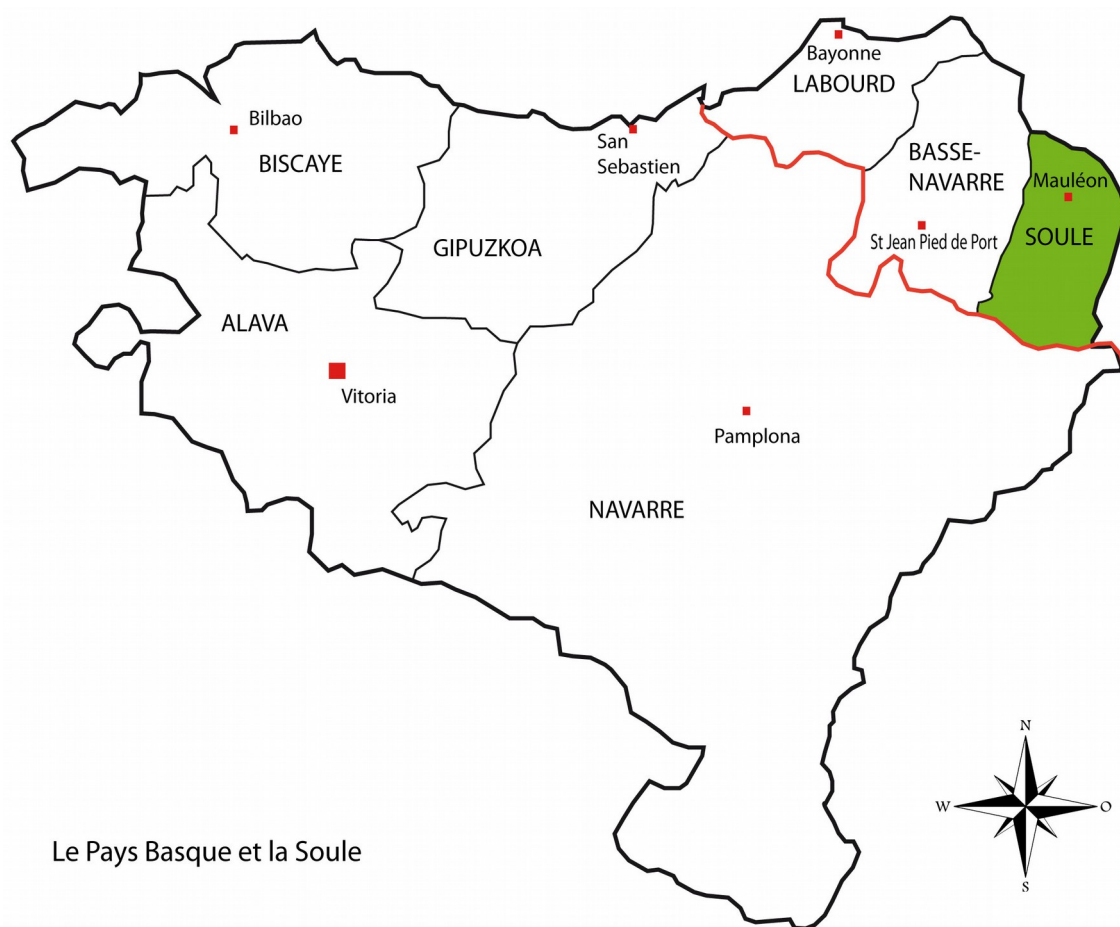 Bayonne
LABOURD
Bilbao
BISCAYE
San
Sebastien
BASSE-
NAVARRE
Mauléon
St Jean Pied de Port
SOULE
GIPUZKOA
ALAVA
Vitoria
Pamplona
NAVARRE
N
W
O
S
Le Pays Basque et la Soule